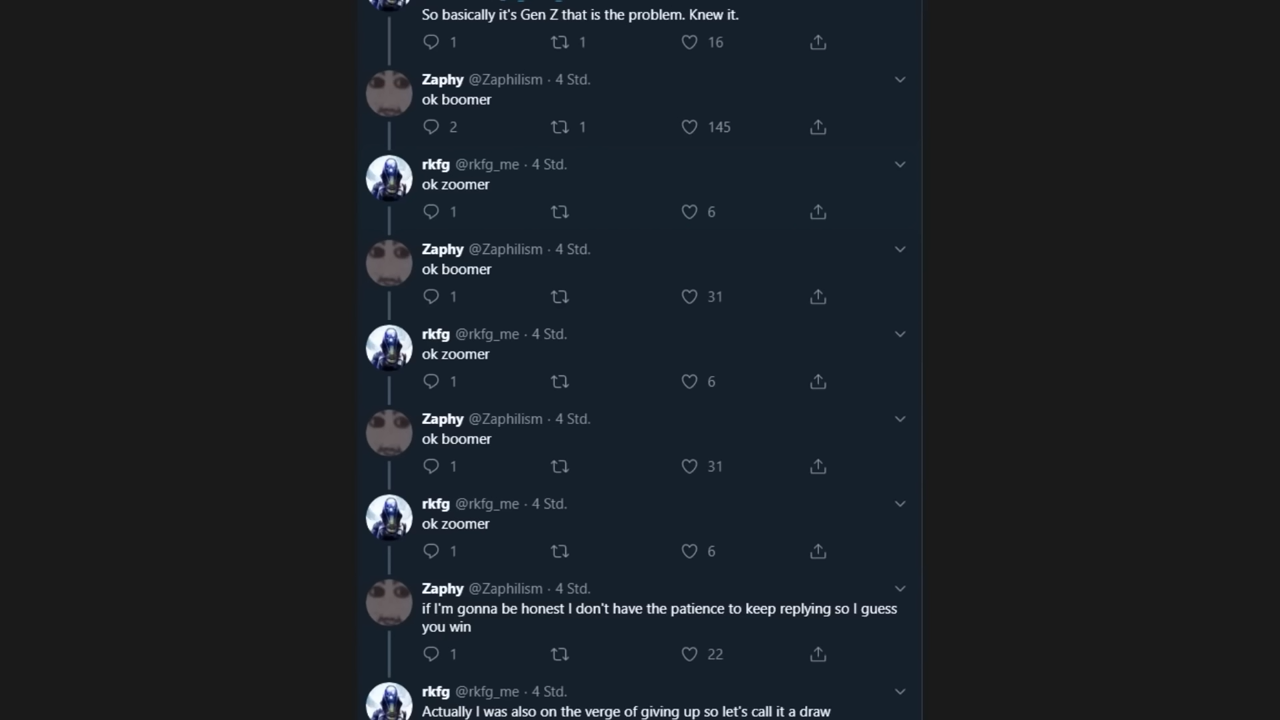 So basically it's Gen Z that is the problem. Knew it.
1 1 16
Zaphy @Zaphilism · 4 Std.
ok boomer
2 1 145
rkfg @rkfg_me · 4 Std.
ok zoomer
1 6
Zaphy @Zaphilism · 4 Std.
ok boomer
1 31
rkfg @rkfg_me · 4 Std.
ok zoomer
1 6
Zaphy @Zaphilism · 4 Std.
ok boomer
1 31
rkfg @rkfg_me · 4 Std.
ok zoomer
1 6
Zaphy @Zaphilism · 4 Std.
if I'm gonna be honest I don't have the patience to keep replying so I guess
you win
1 22
rkfg @rkfg_me · 4 Std.
Actually I was also on the verge of giving up so let's call it a draw